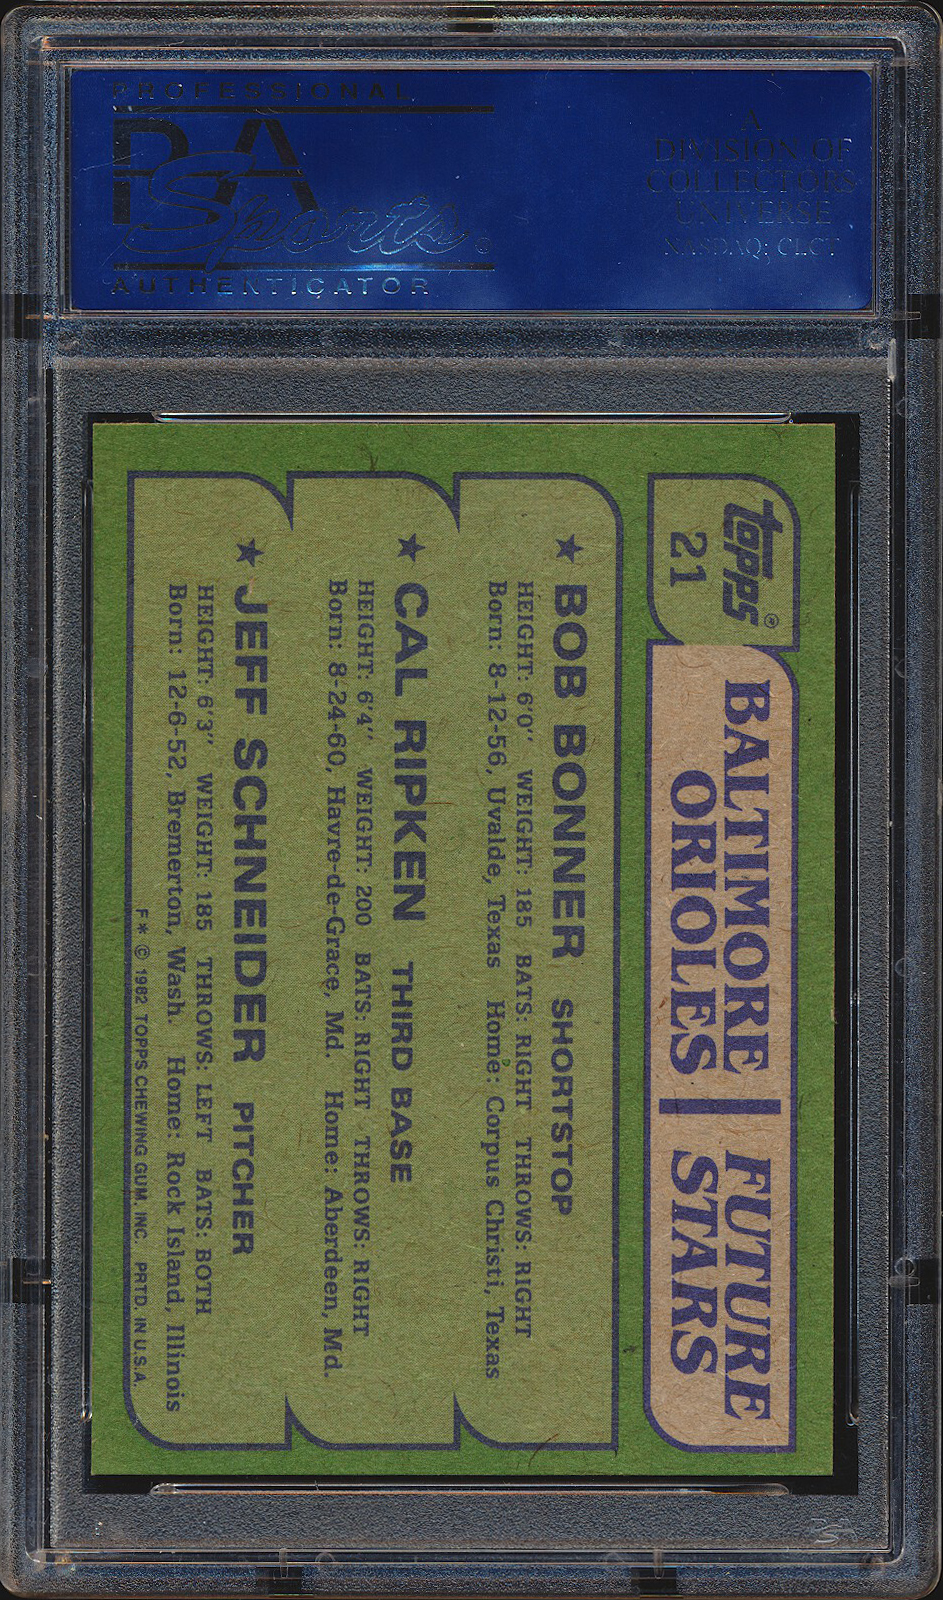 PROFESSIONAL
PSA
Sports
AUTHENTICATOR
A
DIVISION OF
COLLECTORS
UNIVERSE
NASDAQ: CLCT
topps®
21
BALTIMORE
ORIOLES
FUTURE
STARS
★ BOB BONNER SHORTSTOP
HEIGHT: 6'0" WEIGHT: 185 BATS: RIGHT THROWS: RIGHT
Born: 8-12-56, Uvalde, Texas Home: Corpus Christi, Texas
★ CAL RIPKEN THIRD BASE
HEIGHT: 6'4" WEIGHT: 200 BATS: RIGHT THROWS: RIGHT
Born: 8-24-60, Havre-de-Grace, Md. Home: Aberdeen, Md.
★ JEFF SCHNEIDER PITCHER
HEIGHT: 6'3" WEIGHT: 185 THROWS: LEFT BATS: BOTH
Born: 12-6-52, Bremerton, Wash. Home: Rock Island, Illinois
F* © 1982 TOPPS CHEWING GUM, INC. PRTD. IN U.S.A.
PSA